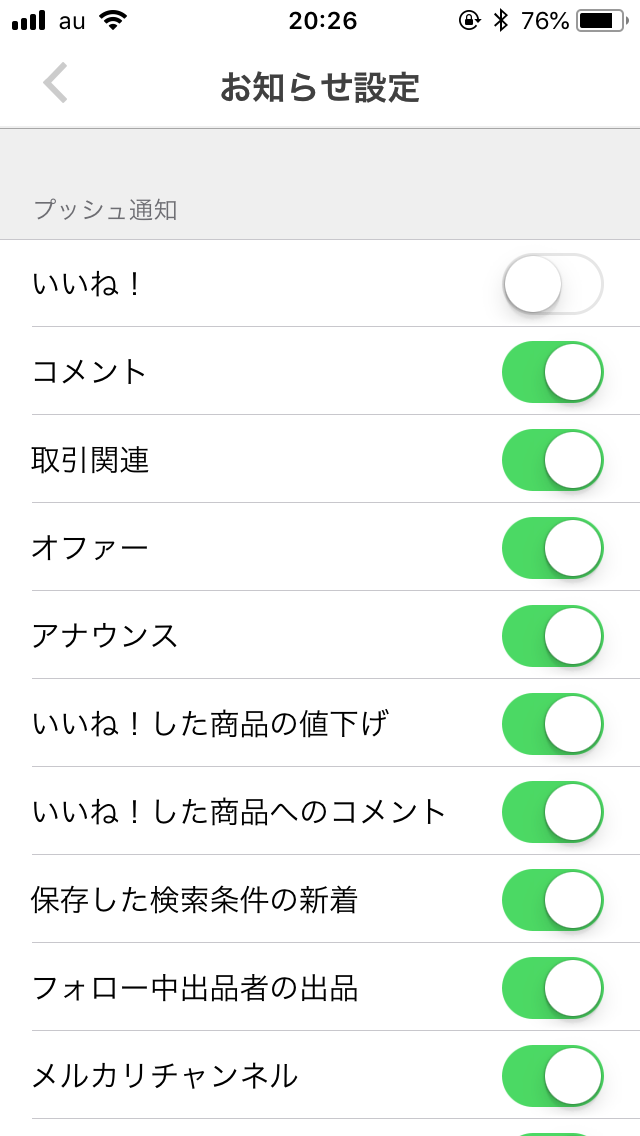 au 20:26 76%
お知らせ設定
プッシュ通知
いいね！
コメント
取引関連
オファー
アナウンス
いいね！した商品の値下げ
いいね！した商品へのコメント
保存した検索条件の新着
フォロー中出品者の出品
メルカリチャンネル